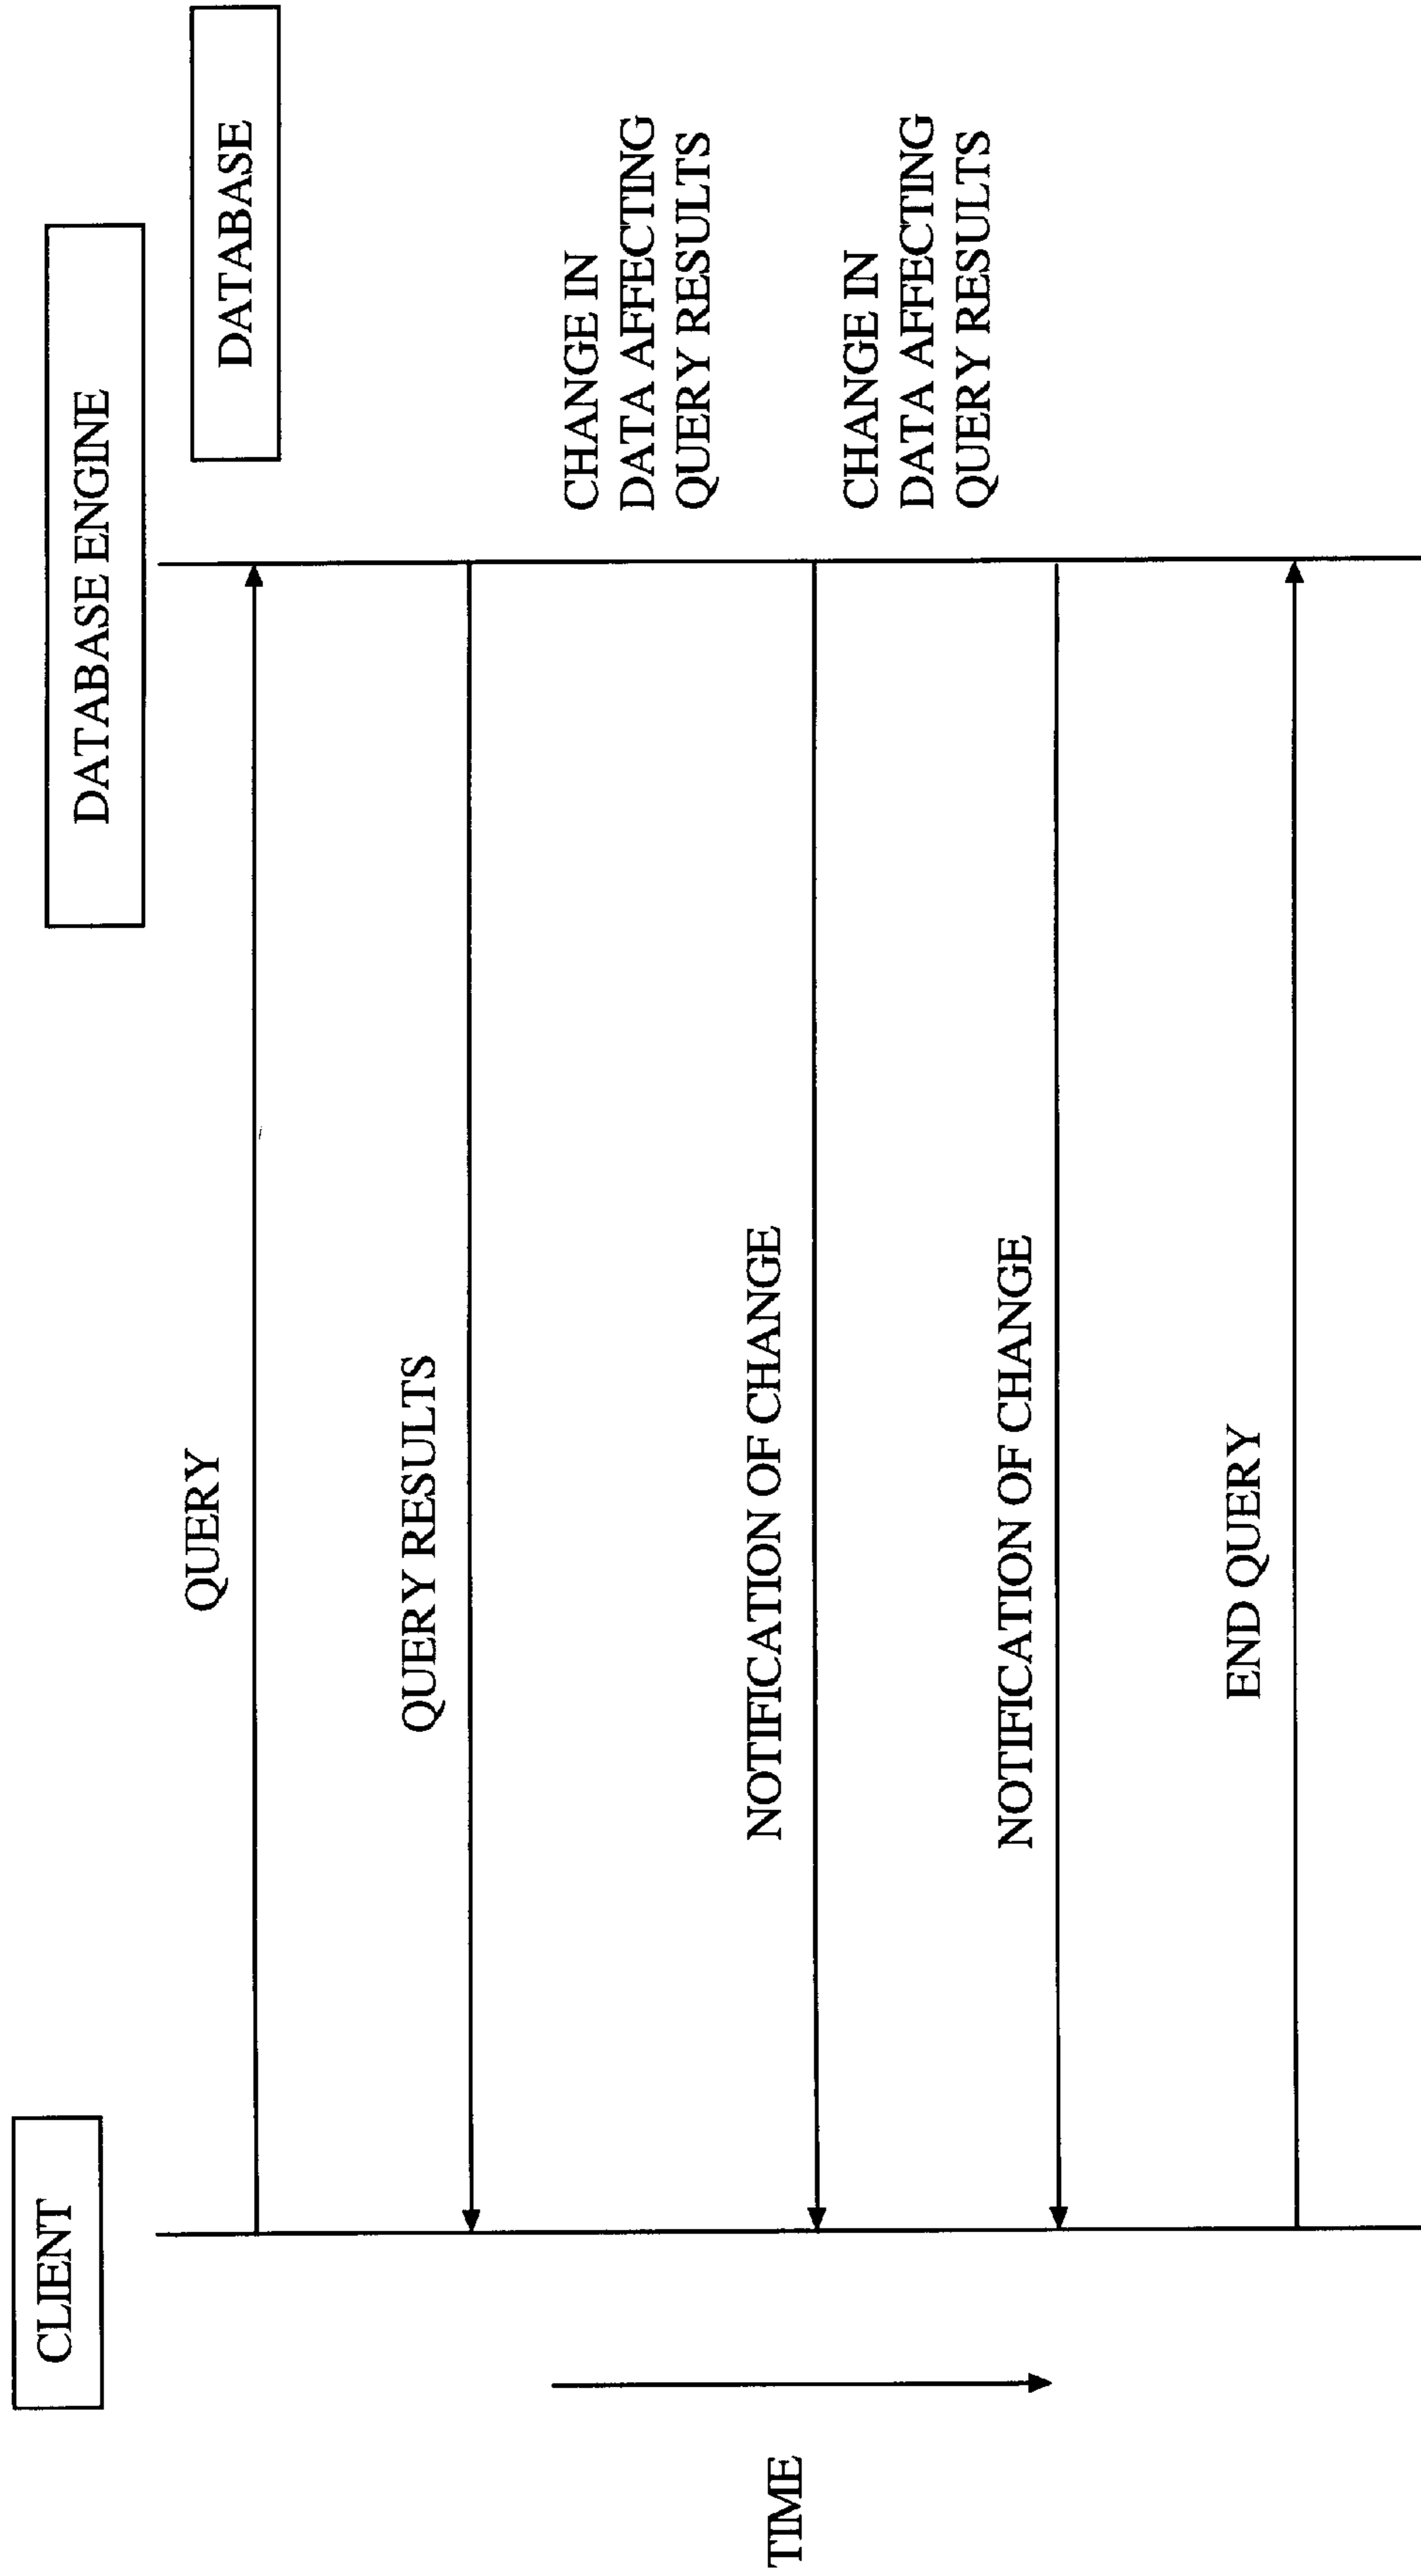 CLIENT
DATABASE ENGINE
DATABASE
QUERY
QUERY RESULTS
CHANGE IN
DATA AFFECTING
QUERY RESULTS
NOTIFICATION OF CHANGE
CHANGE IN
DATA AFFECTING
QUERY RESULTS
NOTIFICATION OF CHANGE
END QUERY
TIME